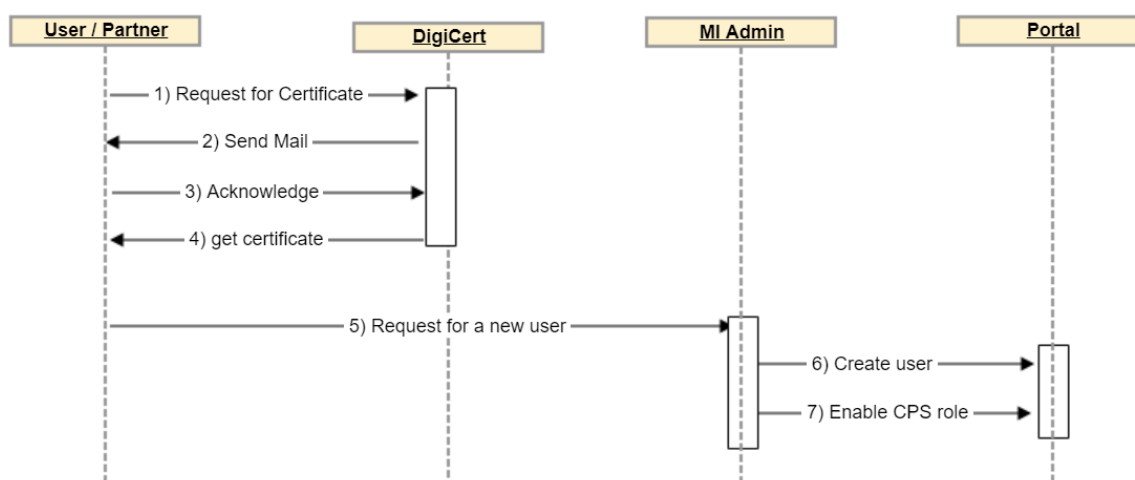 User / Partner
DigiCert
MI Admin
Portal
1) Request for Certificate
2) Send Mail
3) Acknowledge
4) get certificate
5) Request for a new user
6) Create user
7) Enable CPS role